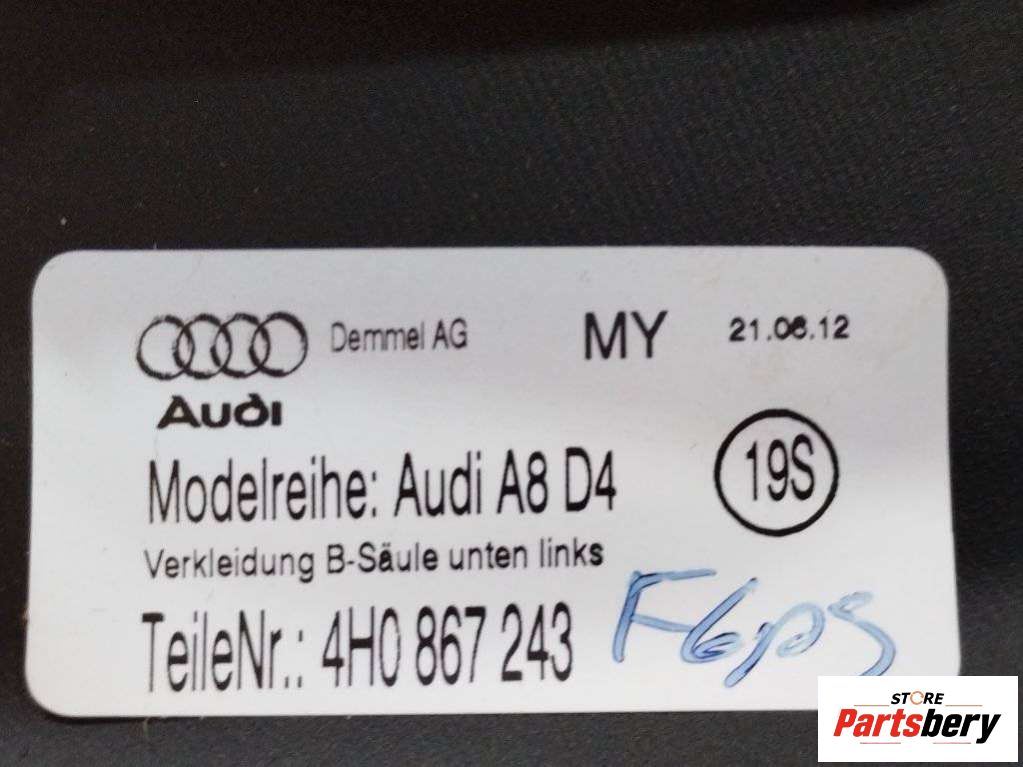 Demmel AG MY 21.06.12
Audi
Modelreihe: Audi A8 D4 19S
Verkleidung B-Säule unten links
TeileNr.: 4H0 867 243
STORE
Partsbery